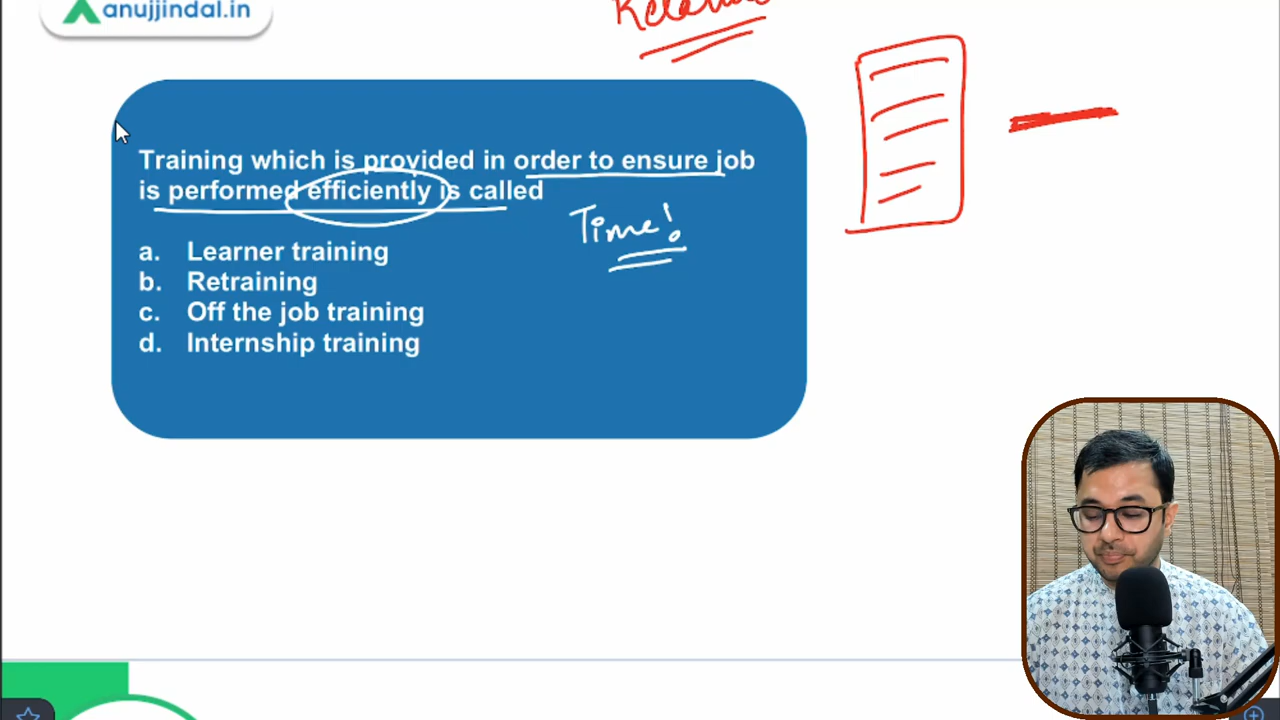 anujjindal.in
Training which is provided in order to ensure job
is performed efficiently is called
Time!
a. Learner training
b. Retraining
c. Off the job training
d. Internship training